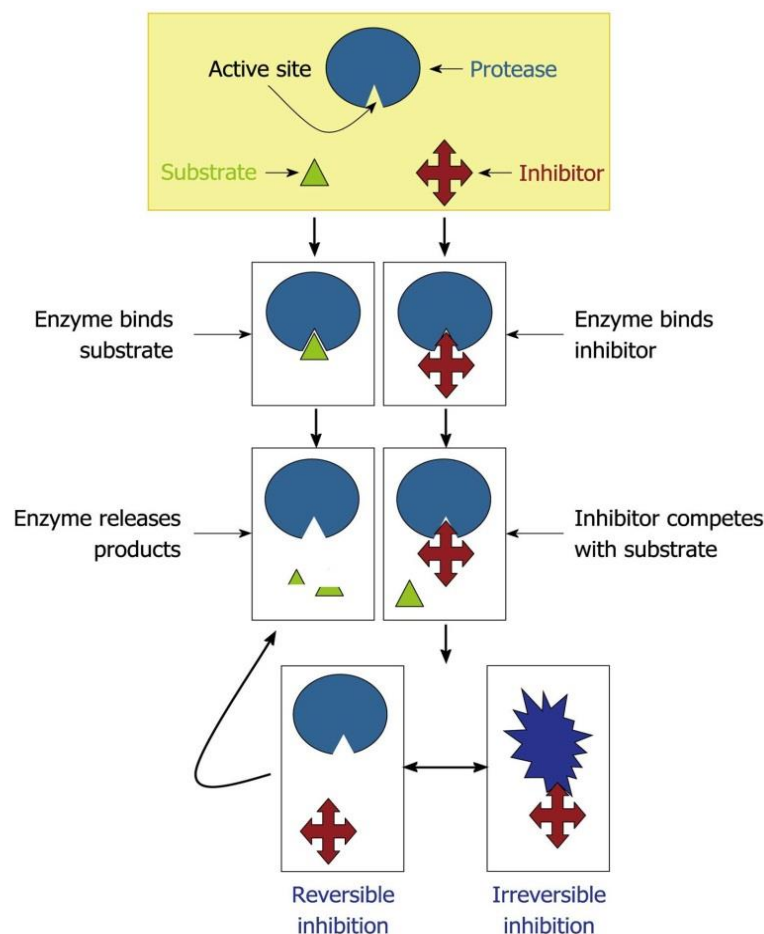 Active site
Protease
Substrate
Inhibitor
Enzyme binds
substrate
Enzyme binds
inhibitor
Enzyme releases
products
Inhibitor competes
with substrate
Reversible
inhibition
Irreversible
inhibition